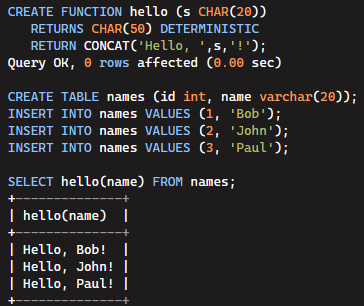 CREATE FUNCTION hello (s CHAR(20))
   RETURNS CHAR(50) DETERMINISTIC
   RETURN CONCAT('Hello, ',s,'!');
Query OK, 0 rows affected (0.00 sec)

CREATE TABLE names (id int, name varchar(20));
INSERT INTO names VALUES (1, 'Bob');
INSERT INTO names VALUES (2, 'John');
INSERT INTO names VALUES (3, 'Paul');

SELECT hello(name) FROM names;
+--------------+
| hello(name)  |
+--------------+
| Hello, Bob!  |
| Hello, John! |
| Hello, Paul! |
+--------------+